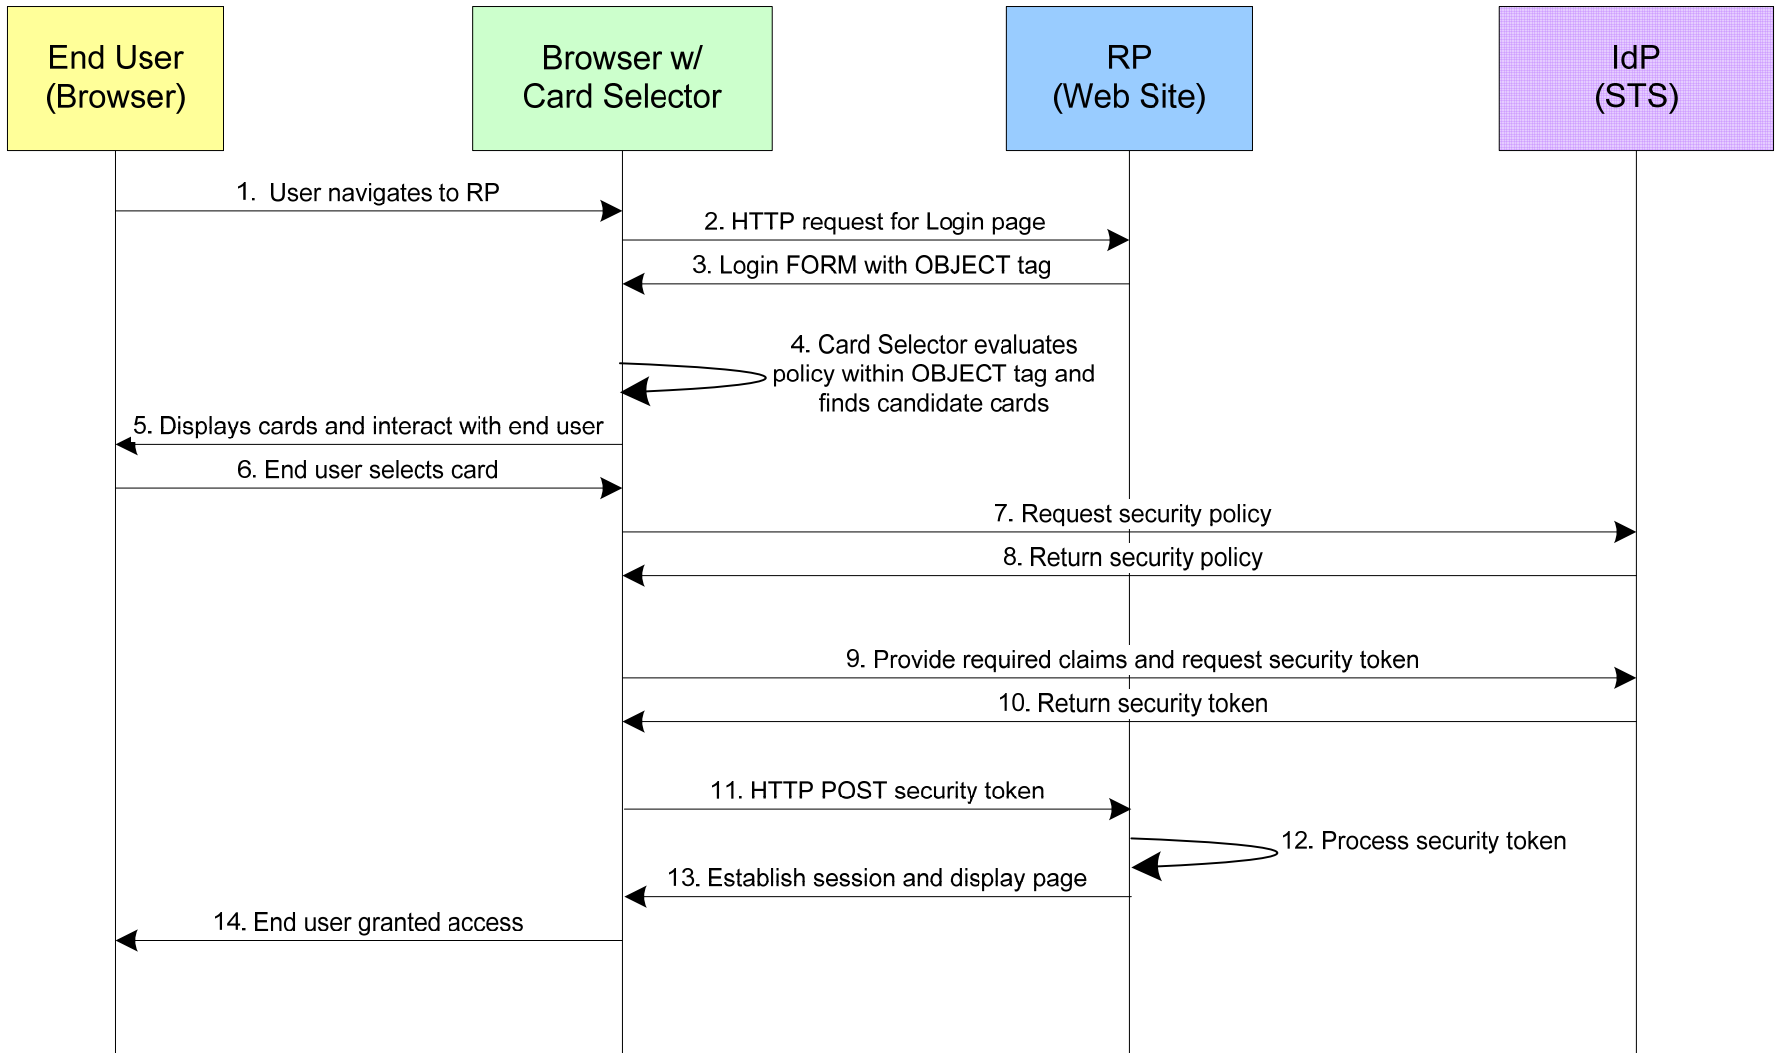 End User
(Browser)
Browser w/
Card Selector
RP
(Web Site)
IdP
(STS)
1. User navigates to RP
2. HTTP request for Login page
3. Login FORM with OBJECT tag
4. Card Selector evaluates
policy within OBJECT tag and
finds candidate cards
5. Displays cards and interact with end user
6. End user selects card
7. Request security policy
8. Return security policy
9. Provide required claims and request security token
10. Return security token
11. HTTP POST security token
12. Process security token
13. Establish session and display page
14. End user granted access